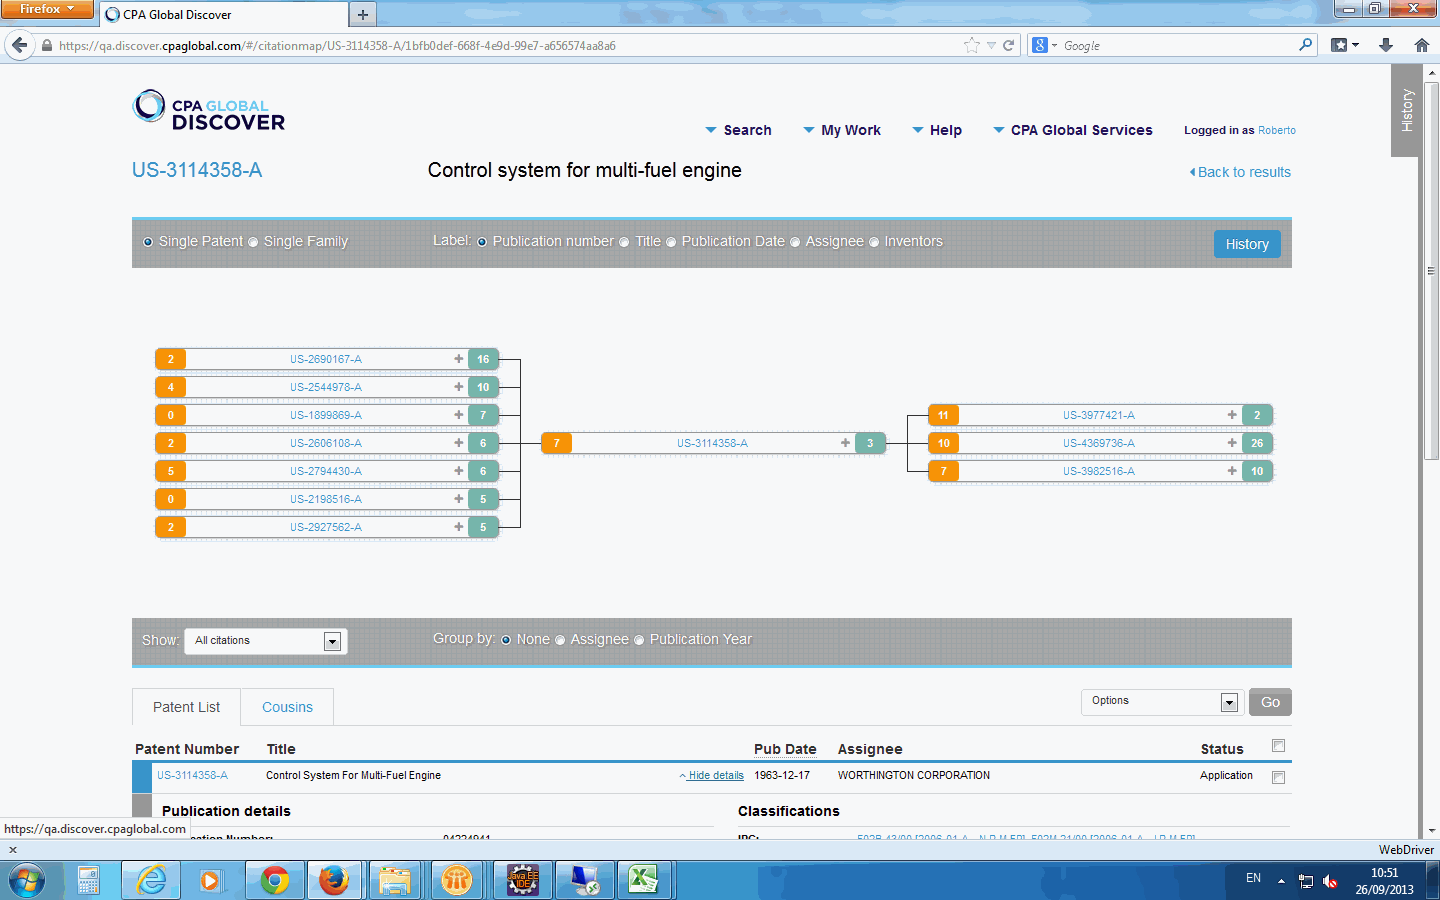 Firefox
CPA Global Discover
https://qa.discover.cpaglobal.com/#/citationmap/US-3114358-A/1bfb0def-668f-4e9d-99e7-a656574aa8a6
Google
CPA GLOBAL
DISCOVER
Search
My Work
Help
CPA Global Services
Logged in as Roberto
History
US-3114358-A
Control system for multi-fuel engine
Back to results
Single Patent Single Family
Label: Publication number Title Publication Date Assignee Inventors
History
2 US-2690167-A + 16
4 US-2544978-A + 10
0 US-1899869-A + 7
2 US-2606108-A + 6
5 US-2794430-A + 6
0 US-2198516-A + 5
2 US-2927562-A + 5
7 US-3114358-A + 3
11 US-3977421-A + 2
10 US-4369736-A + 26
7 US-3982516-A + 10
Show: All citations
Group by: None Assignee Publication Year
Patent List
Cousins
Options
Go
Patent Number Title Pub Date Assignee Status
US-3114358-A Control System For Multi-Fuel Engine Hide details 1963-12-17 WORTHINGTON CORPORATION Application
Publication details
Classifications
https://qa.discover.cpaglobal.com
x
WebDriver
Java EE
IDE
EN
10:51
26/09/2013